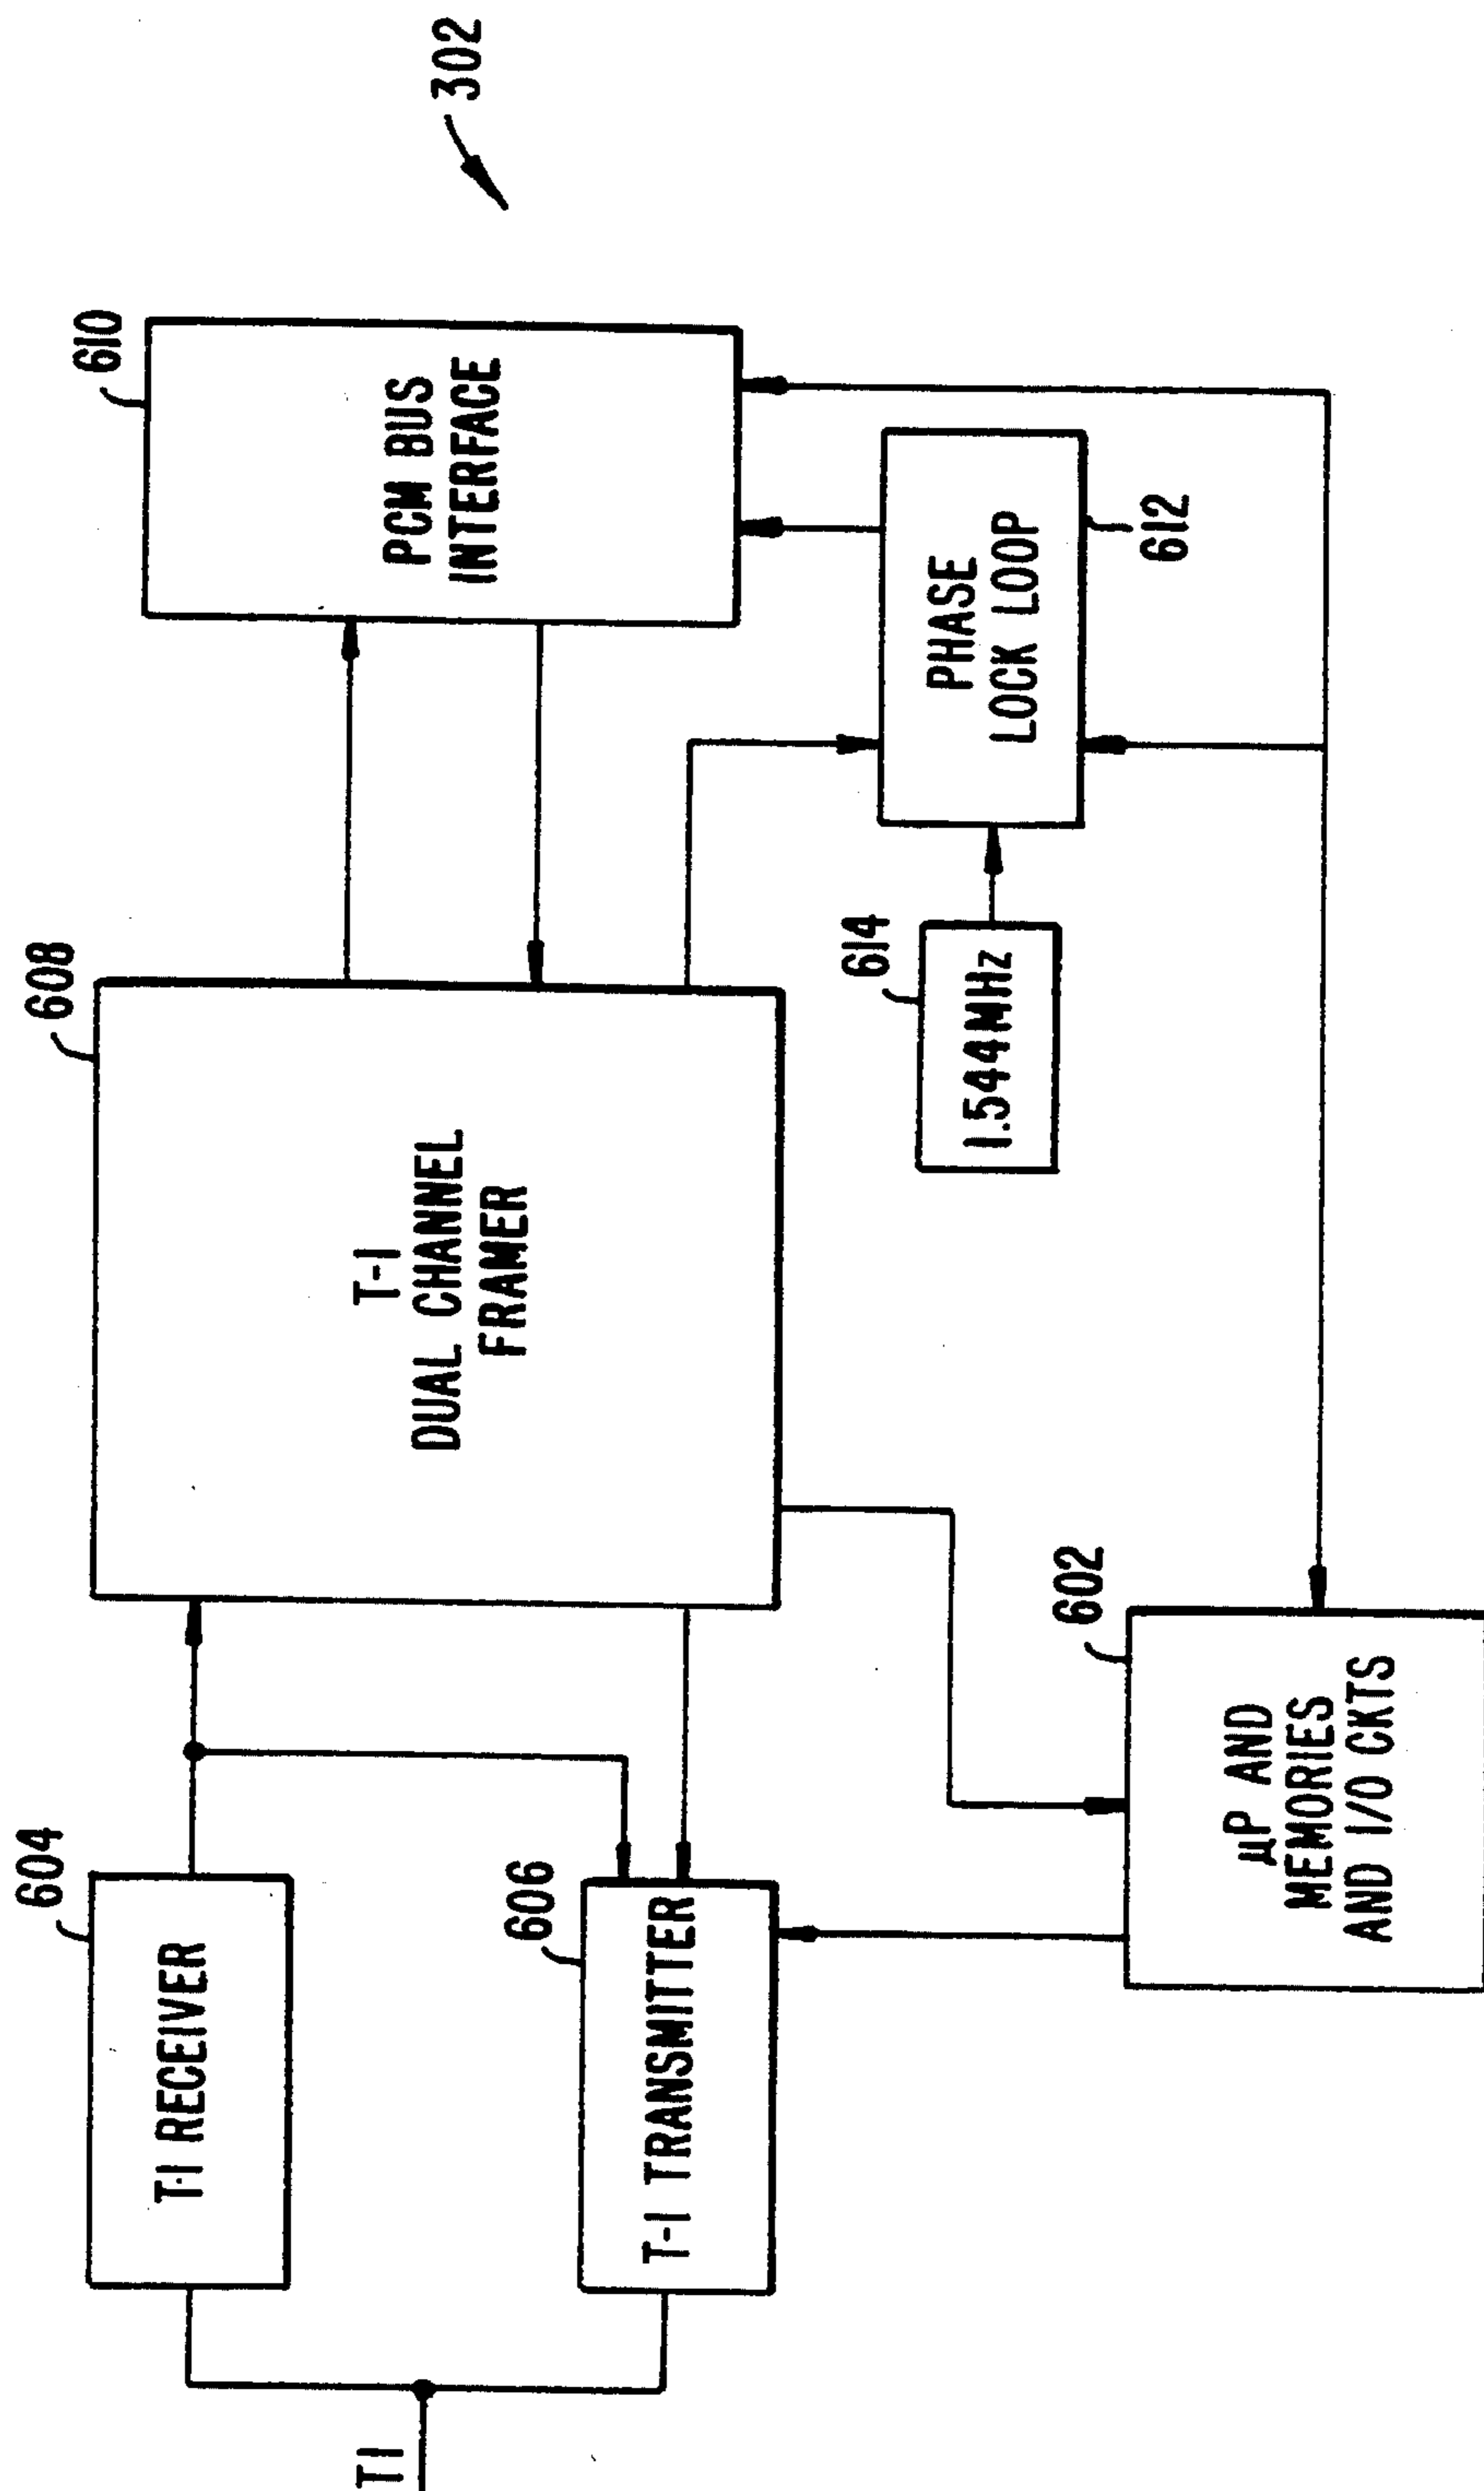 302
610
PCM BUS
INTERFACE
608
T-1
DUAL CHANNEL
FRAMER
PHASE
LOCK LOOP
612
614
1.544MHz
604
T-1 RECEIVER
606
T-1 TRANSMITTER
602
µP AND
MEMORIES
AND I/O CKTS
T1